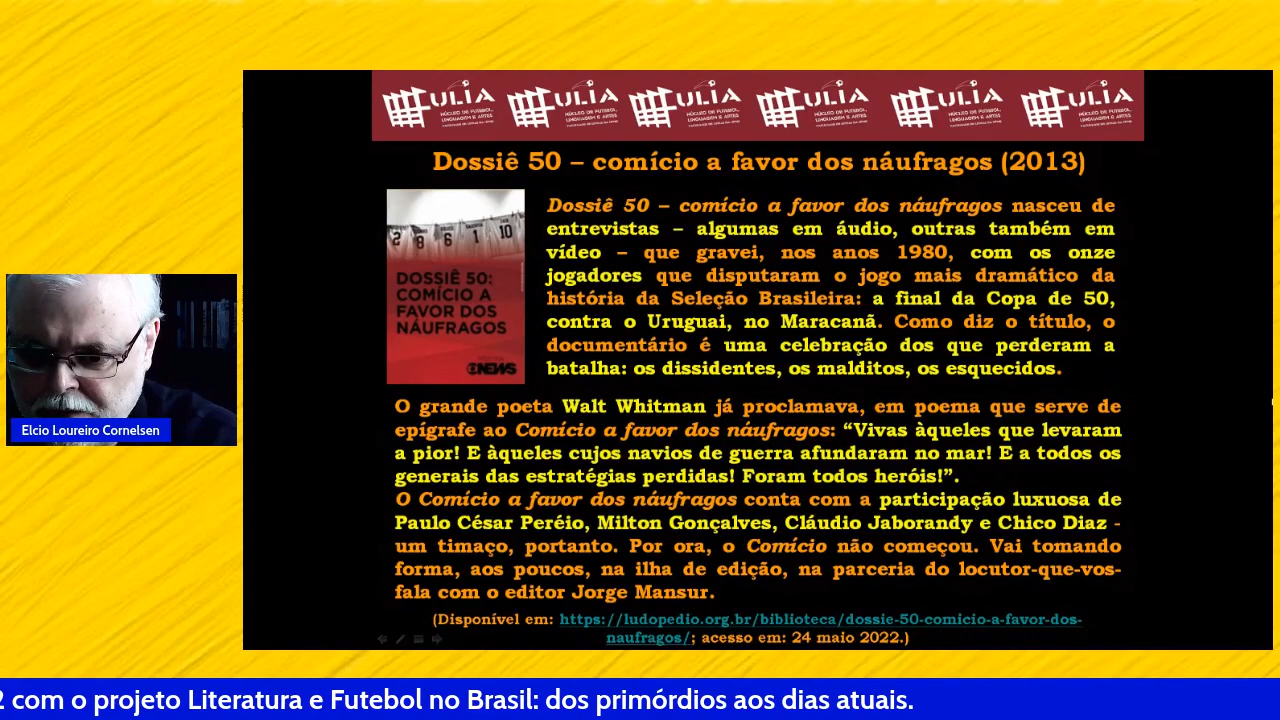 FULIA FULIA FULIA FULIA FULIA FULIA
NÚCLEO DE FUTEBOL, LINGUAGEM E ARTES
Dossiê 50 – comício a favor dos náufragos (2013)
2 8 6 1 10
DOSSIÊ 50:
COMÍCIO A
FAVOR DOS
NÁUFRAGOS
NEWS
Dossiê 50 – comício a favor dos náufragos nasceu de
entrevistas – algumas em áudio, outras também em
vídeo – que gravei, nos anos 1980, com os onze
jogadores que disputaram o jogo mais dramático da
história da Seleção Brasileira: a final da Copa de 50,
contra o Uruguai, no Maracanã. Como diz o título, o
documentário é uma celebração dos que perderam a
batalha: os dissidentes, os malditos, os esquecidos.
O grande poeta Walt Whitman já proclamava, em poema que serve de
epígrafe ao Comício a favor dos náufragos: “Vivas àqueles que levaram
a pior! E àqueles cujos navios de guerra afundaram no mar! E a todos os
generais das estratégias perdidas! Foram todos heróis!”.
O Comício a favor dos náufragos conta com a participação luxuosa de
Paulo César Peréio, Milton Gonçalves, Cláudio Jaborandy e Chico Diaz -
um timaço, portanto. Por ora, o Comício não começou. Vai tomando
forma, aos poucos, na ilha de edição, na parceria do locutor-que-vos-
fala com o editor Jorge Mansur.
(Disponível em: https://ludopedio.org.br/biblioteca/dossie-50-comicio-a-favor-dos-
naufragos/; acesso em: 24 maio 2022.)
Elcio Loureiro Cornelsen
2 com o projeto Literatura e Futebol no Brasil: dos primórdios aos dias atuais.